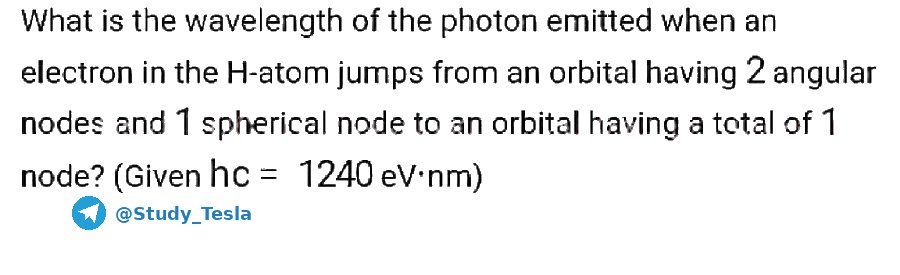 What is the wavelength of the photon emitted when an
electron in the H-atom jumps from an orbital having 2 angular
nodes and 1 spherical node to an orbital having a total of 1
node? (Given hc = 1240 eV·nm)
@Study_Tesla